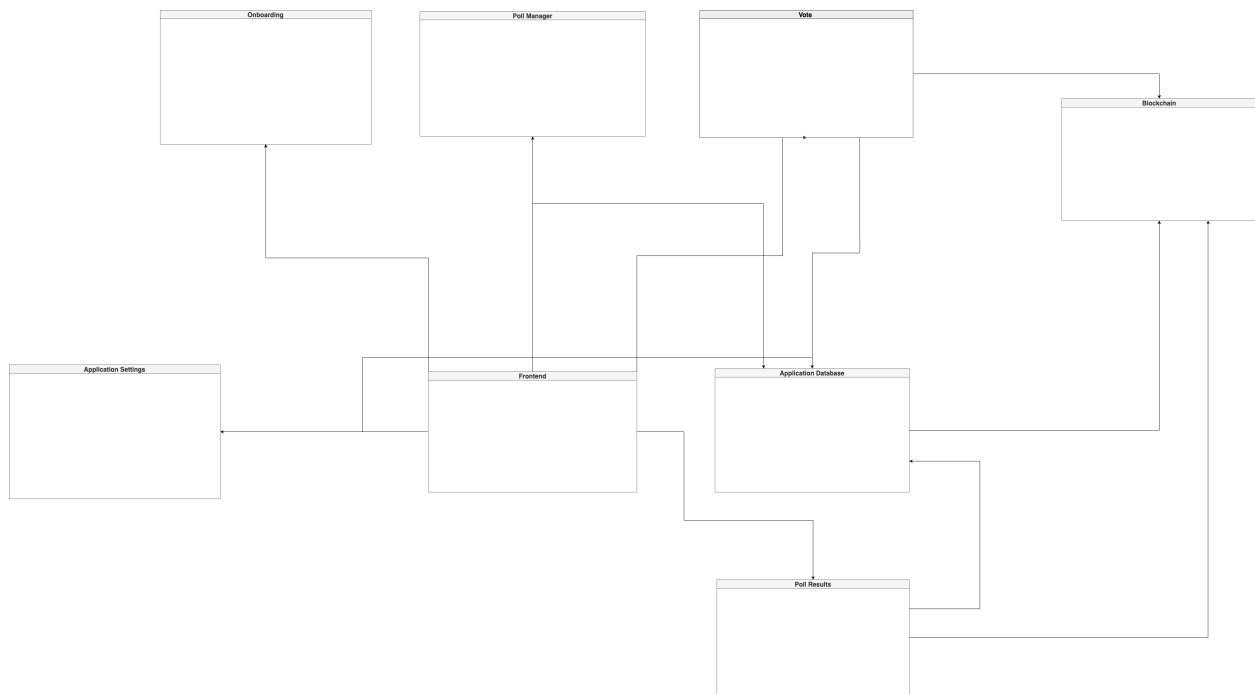 Onboarding
Poll Manager
Vote
Blockchain
Application Settings
Frontend
Application Database
Poll Results